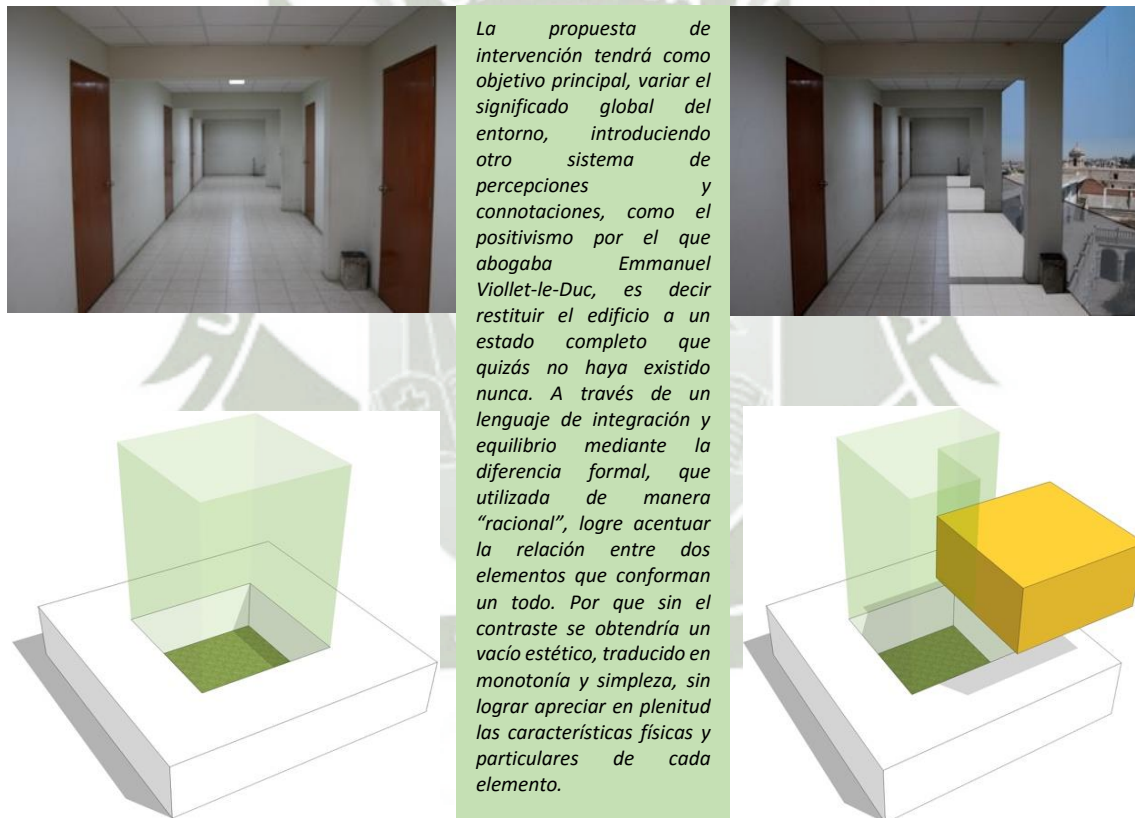 La propuesta de
intervención tendrá como
objetivo principal, variar el
significado global del
entorno, introduciendo
otro sistema de
percepciones y
connotaciones, como el
positivismo por el que
abogaba Emmanuel
Viollet-le-Duc, es decir
restituir el edificio a un
estado completo que
quizás no haya existido
nunca. A través de un
lenguaje de integración y
equilibrio mediante la
diferencia formal, que
utilizada de manera
“racional”, logre acentuar
la relación entre dos
elementos que conforman
un todo. Por que sin el
contraste se obtendría un
vacío estético, traducido en
monotonía y simpleza, sin
lograr apreciar en plenitud
las características físicas y
particulares de cada
elemento.